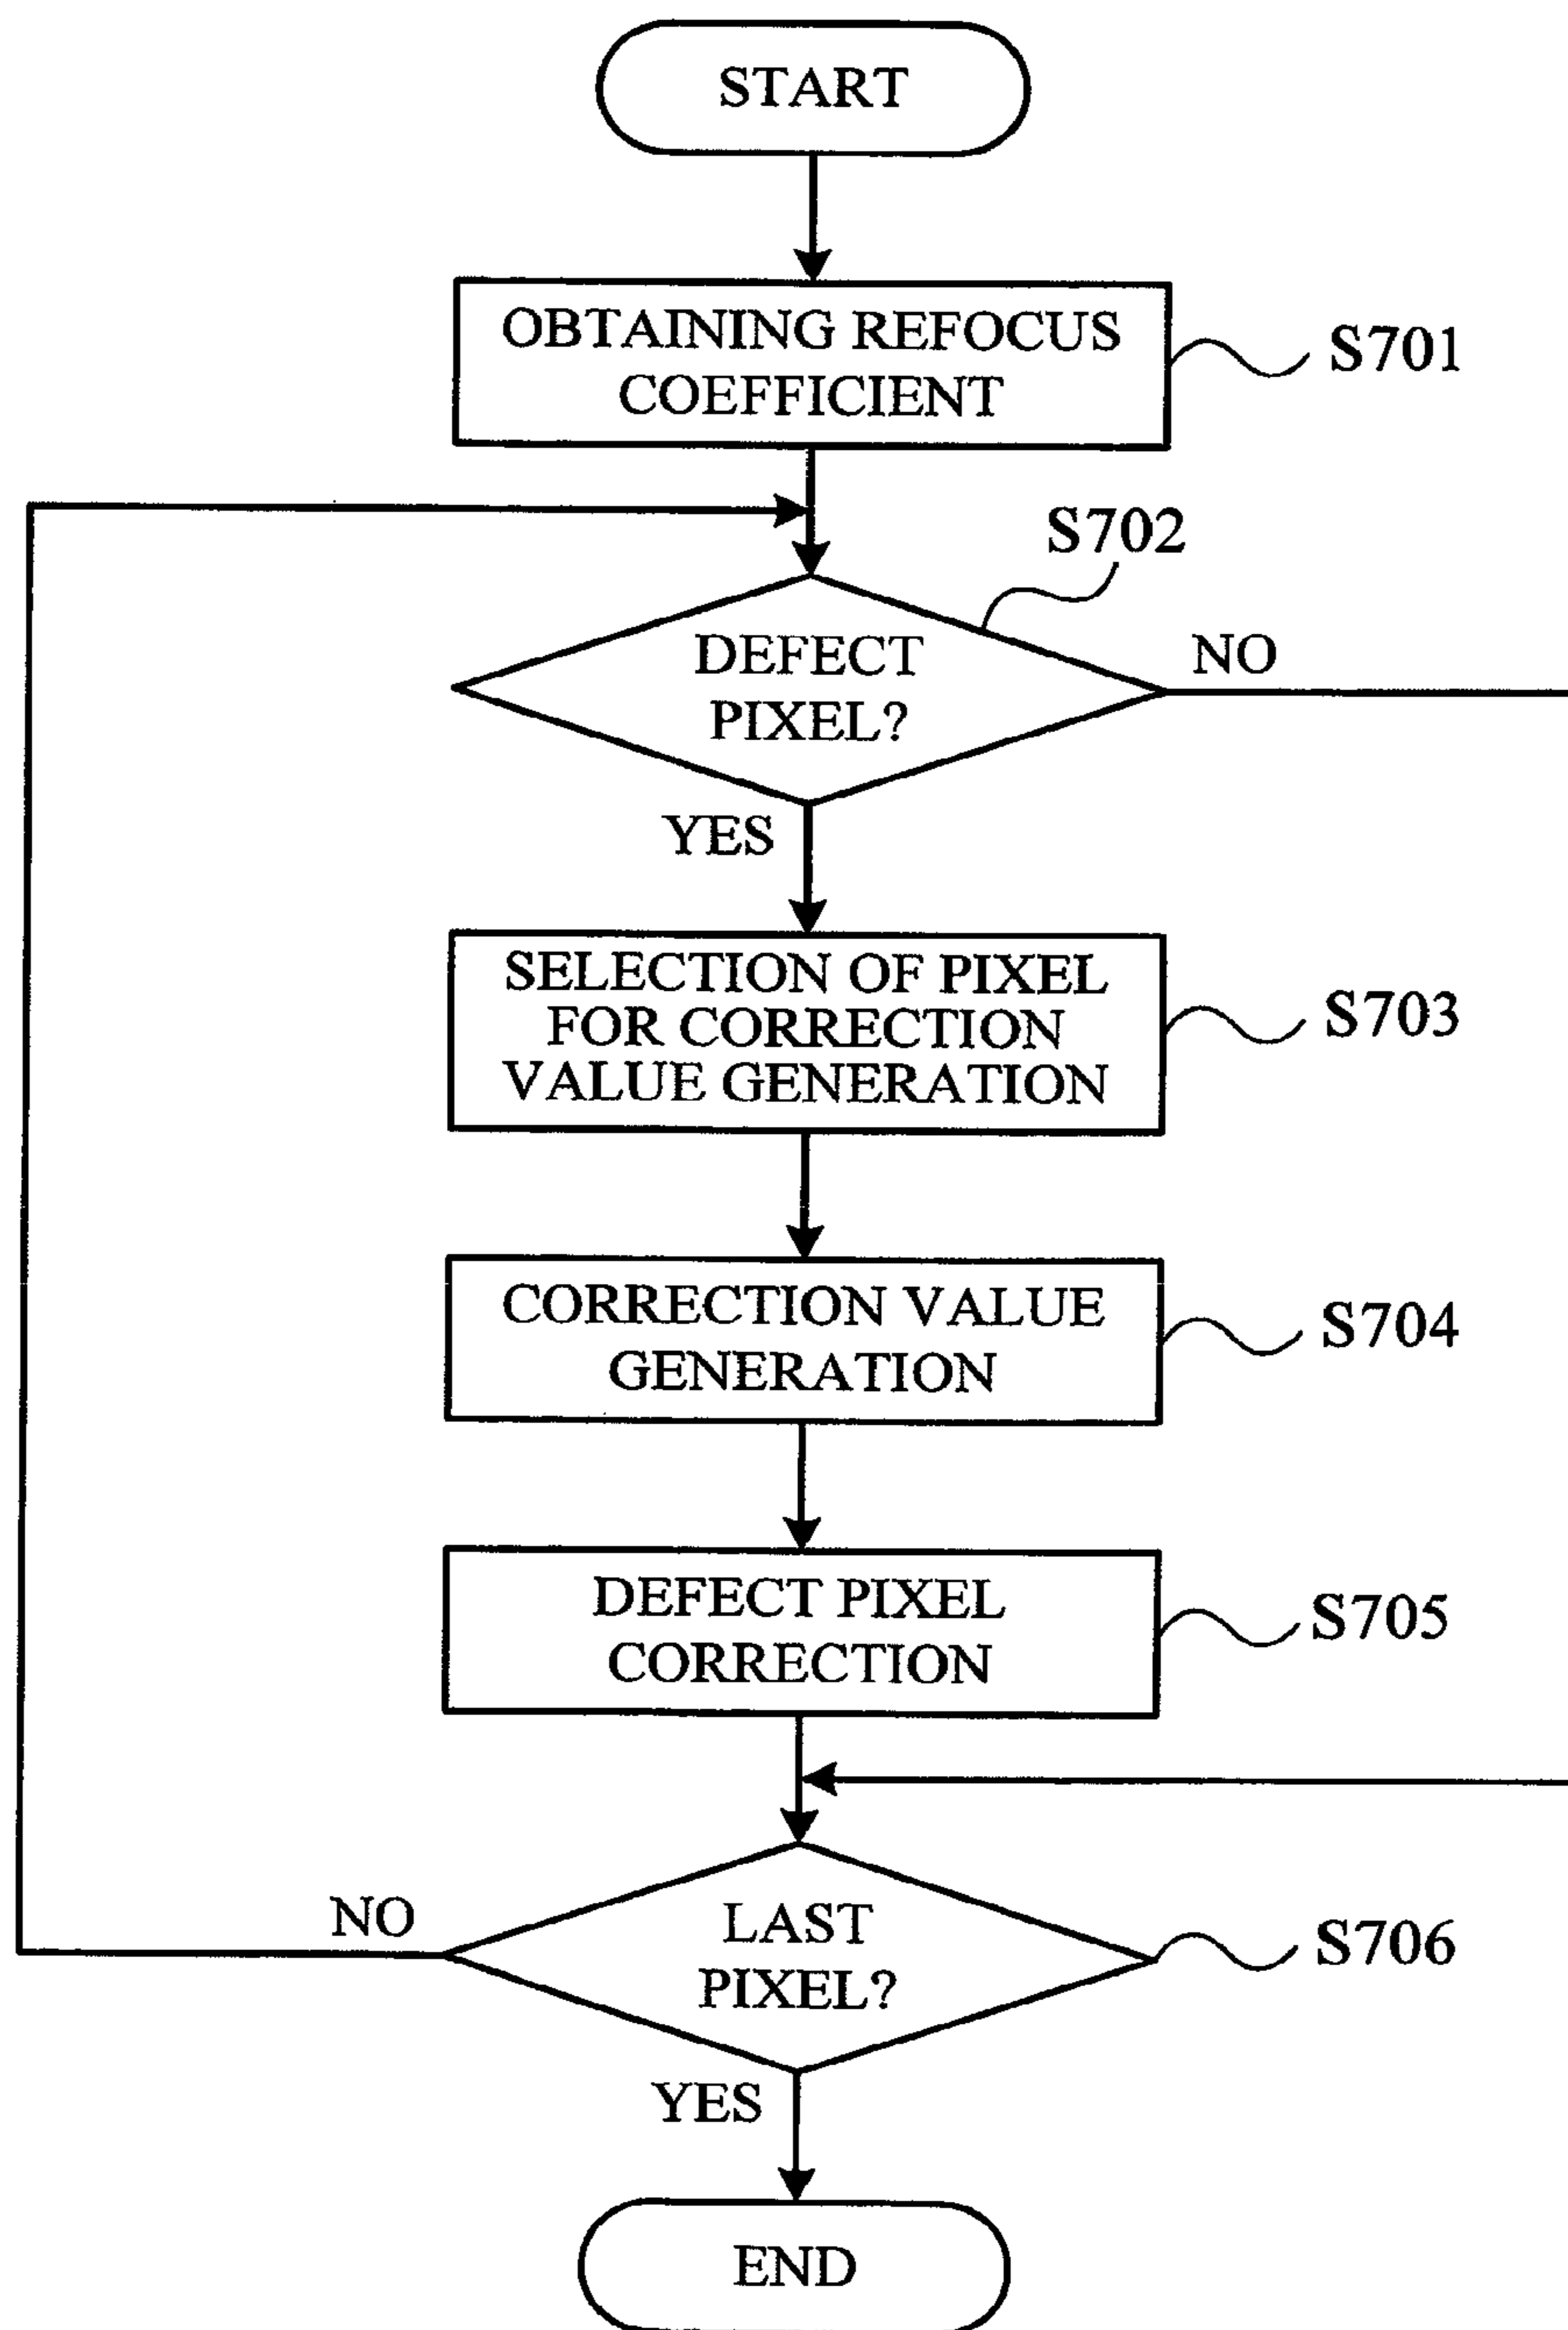 START
OBTAINING REFOCUS
COEFFICIENT
S701
S702
DEFECT
PIXEL?
NO
YES
SELECTION OF PIXEL
FOR CORRECTION
VALUE GENERATION
S703
CORRECTION VALUE
GENERATION
S704
DEFECT PIXEL
CORRECTION
S705
NO
LAST
PIXEL?
S706
YES
END